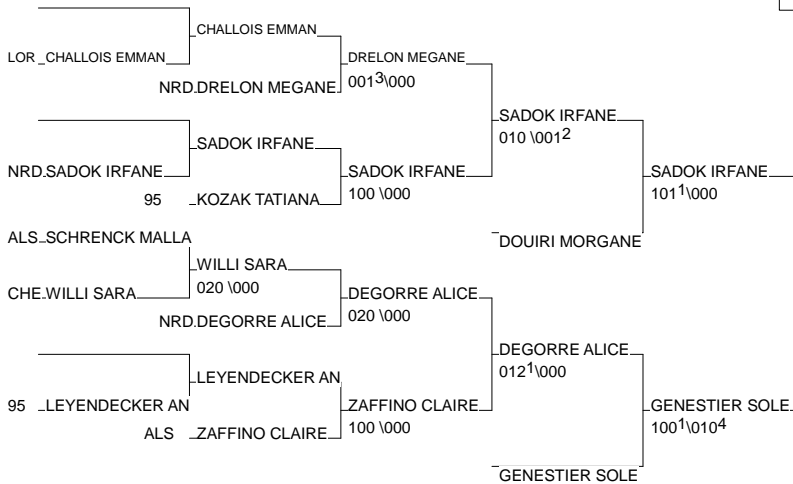 CHALLOIS EMMAN
LOR CHALLOIS EMMAN
DRELON MEGANE
001³\000
NRD. DRELON MEGANE
SADOK IRFANE
010 \001²
SADOK IRFANE
NRD. SADOK IRFANE
SADOK IRFANE
100 \000
SADOK IRFANE
101¹\000
95 KOZAK TATIANA
ALS SCHRENCK MALLA
DOUIRI MORGANE
WILLI SARA
020 \000
CHE WILLI SARA
DEGORRE ALICE
020 \000
NRD. DEGORRE ALICE
DEGORRE ALICE
012¹\000
LEYENDECKER AN
95 LEYENDECKER AN
ZAFFINO CLAIRE
100 \000
GENESTIER SOLE
100¹\010⁴
ALS ZAFFINO CLAIRE
GENESTIER SOLE